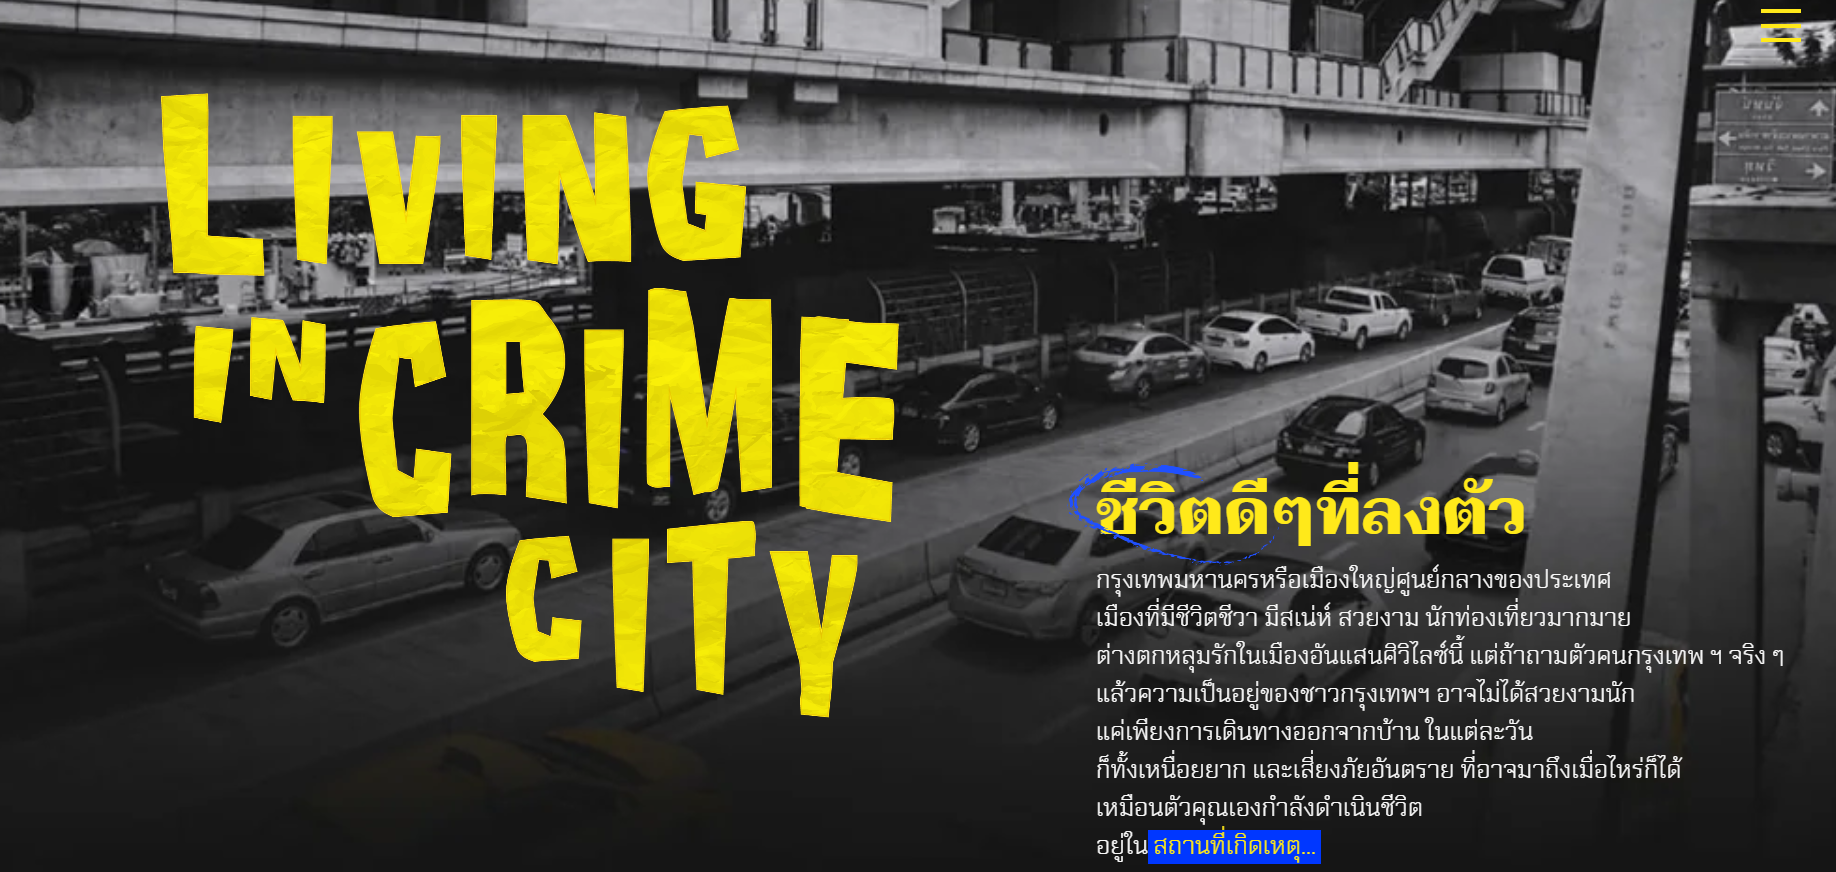 LIVING
IN CRIME
CITY
ชีวิตดีๆที่ลงตัว
กรุงเทพมหานครหรือเมืองใหญ่ศูนย์กลางของประเทศ
เมืองที่มีชีวิตชีวา มีสเน่ห์ สวยงาม นักท่องเที่ยวมากมาย
ต่างตกหลุมรักในเมืองอันแสนศิวิไลซ์นี้ แต่ถ้าถามตัวคนกรุงเทพ ฯ จริง ๆ
แล้วความเป็นอยู่ของชาวกรุงเทพฯ อาจไม่ได้สวยงามนัก
แค่เพียงการเดินทางออกจากบ้าน ในแต่ละวัน
ก็ทั้งเหนื่อยยาก และเสี่ยงภัยอันตราย ที่อาจมาถึงเมื่อไหร่ก็ได้
เหมือนตัวคุณเองกำลังดำเนินชีวิต
อยู่ใน สถานที่เกิดเหตุ...